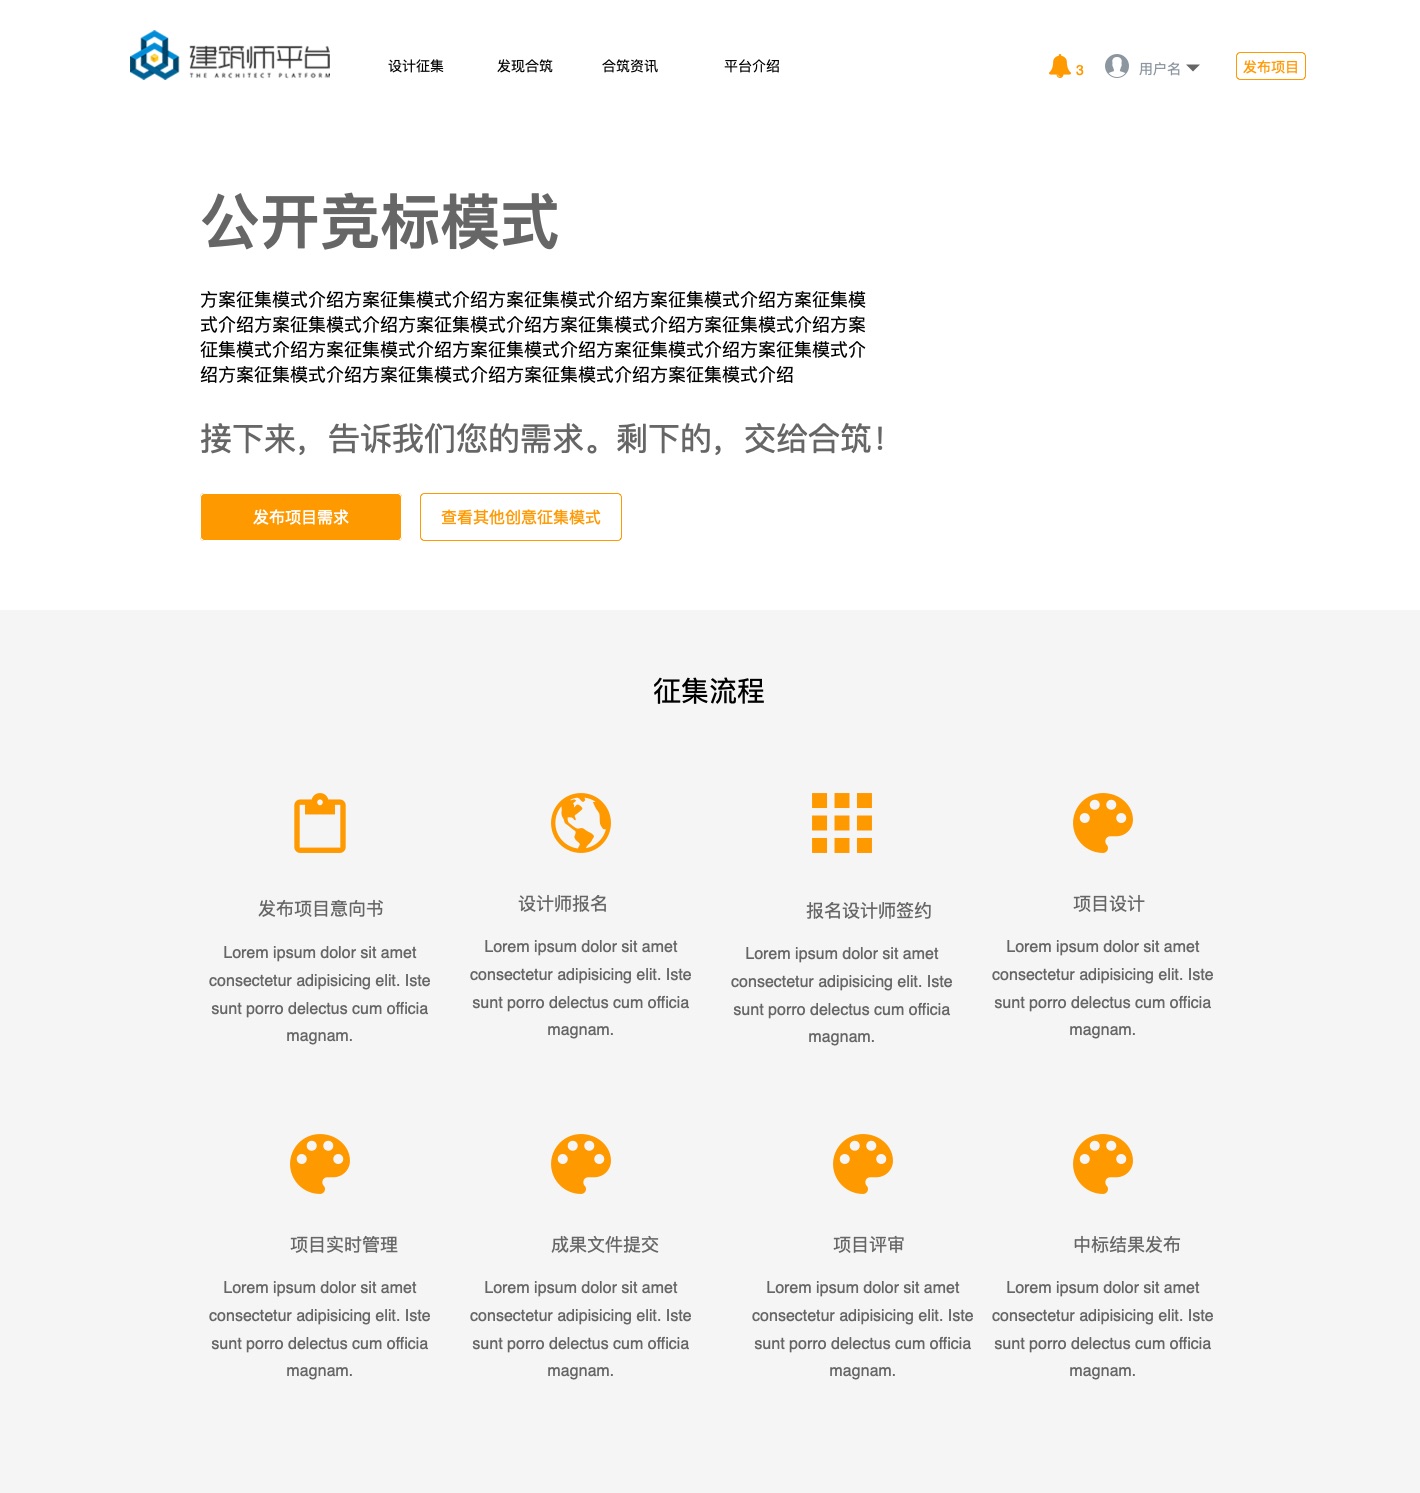 建筑师平台
THE ARCHITECT PLATFORM
设计征集
发现合筑
合筑资讯
平台介绍
3
用户名
发布项目
公开竞标模式
方案征集模式介绍方案征集模式介绍方案征集模式介绍方案征集模式介绍方案征集模
式介绍方案征集模式介绍方案征集模式介绍方案征集模式介绍方案征集模式介绍方案
征集模式介绍方案征集模式介绍方案征集模式介绍方案征集模式介绍方案征集模式介
绍方案征集模式介绍方案征集模式介绍方案征集模式介绍方案征集模式介绍
接下来，告诉我们您的需求。剩下的，交给合筑！
发布项目需求
查看其他创意征集模式
征集流程
发布项目意向书
Lorem ipsum dolor sit amet
consectetur adipisicing elit. Iste
sunt porro delectus cum officia
magnam.
设计师报名
Lorem ipsum dolor sit amet
consectetur adipisicing elit. Iste
sunt porro delectus cum officia
magnam.
报名设计师签约
Lorem ipsum dolor sit amet
consectetur adipisicing elit. Iste
sunt porro delectus cum officia
magnam.
项目设计
Lorem ipsum dolor sit amet
consectetur adipisicing elit. Iste
sunt porro delectus cum officia
magnam.
项目实时管理
Lorem ipsum dolor sit amet
consectetur adipisicing elit. Iste
sunt porro delectus cum officia
magnam.
成果文件提交
Lorem ipsum dolor sit amet
consectetur adipisicing elit. Iste
sunt porro delectus cum officia
magnam.
项目评审
Lorem ipsum dolor sit amet
consectetur adipisicing elit. Iste
sunt porro delectus cum officia
magnam.
中标结果发布
Lorem ipsum dolor sit amet
consectetur adipisicing elit. Iste
sunt porro delectus cum officia
magnam.